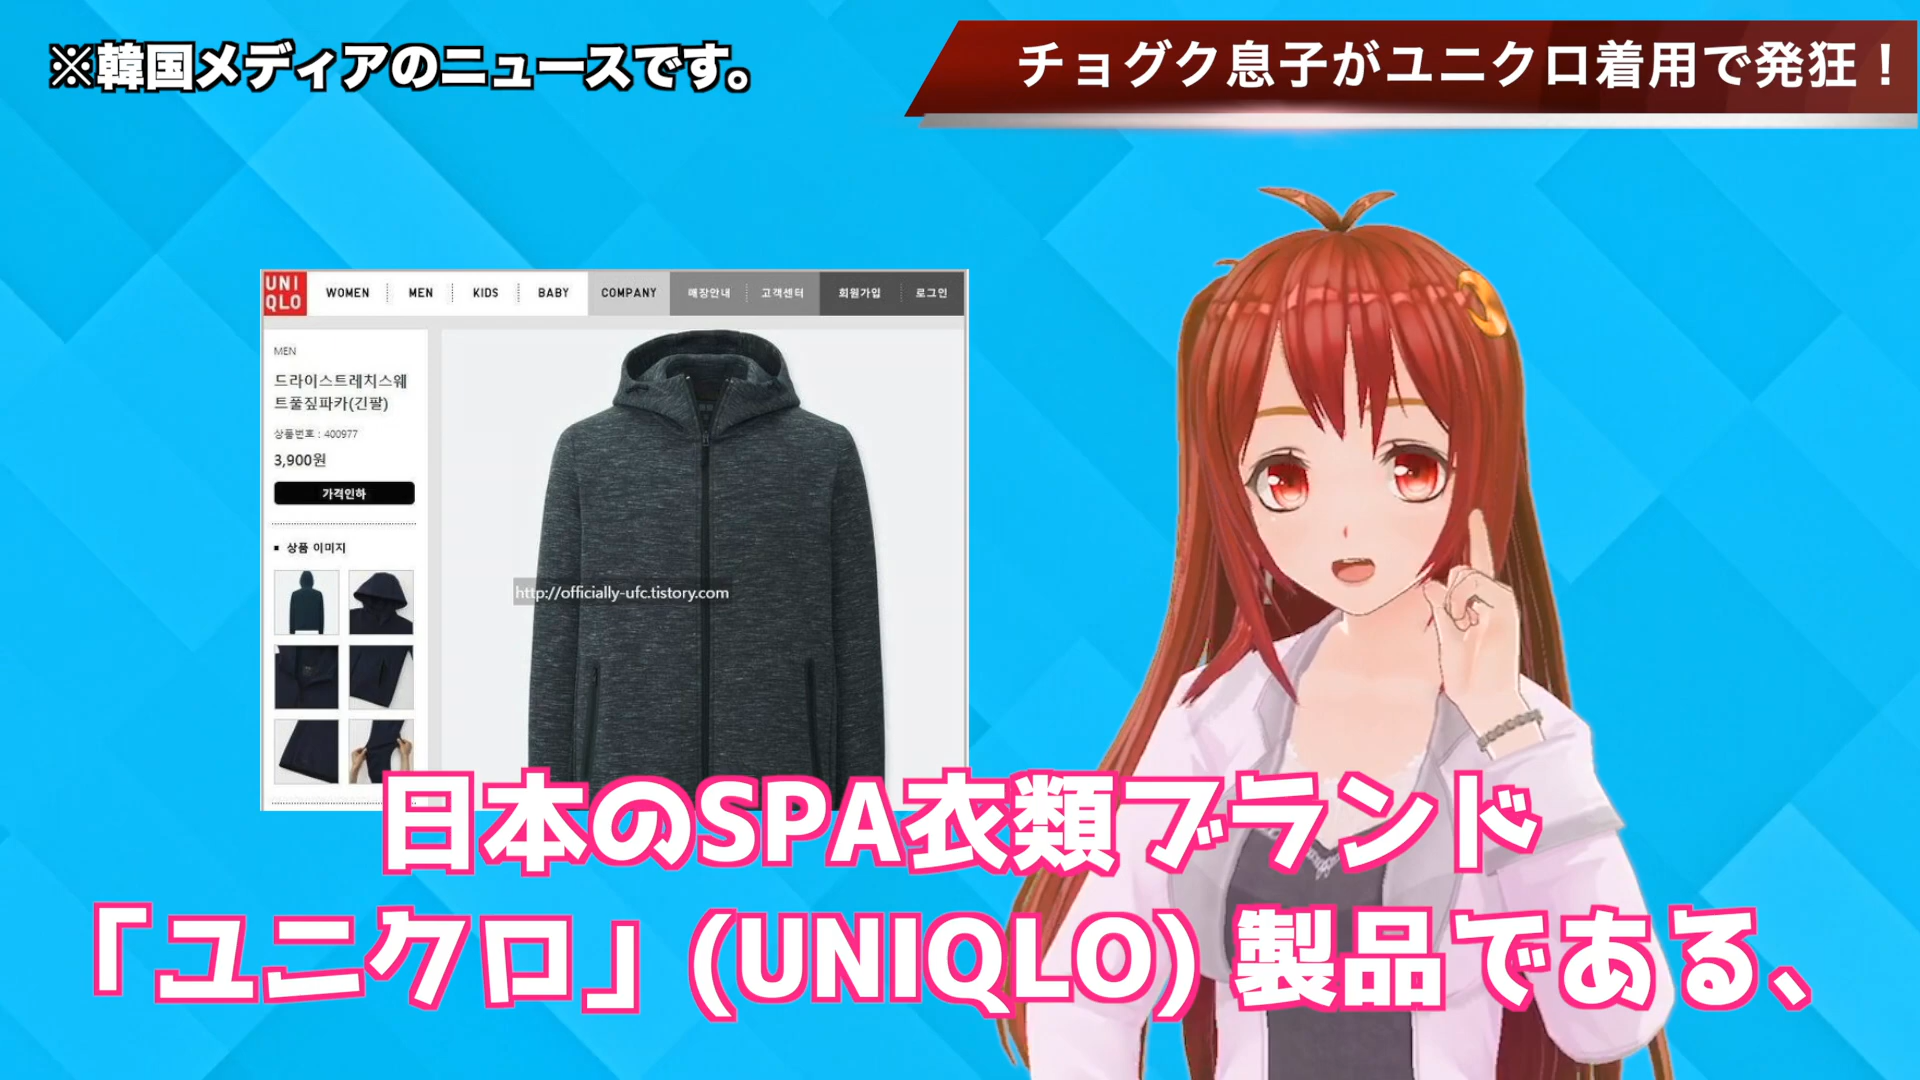 ※韓国メディアのニュースです。
チョグク息子がユニクロ着用で発狂！
UNI
QLO
WOMEN
MEN
KIDS
BABY
COMPANY
매장안내
고객센터
회원가입
로그인
MEN
드라이스트레치스웨
트풀짚파카(긴팔)
상품번호 : 400977
3,900원
가격인하
▪ 상품 이미지
http://officially-ufc.tistory.com
日本のSPA衣類ブランド
「ユニクロ」(UNIQLO) 製品である、